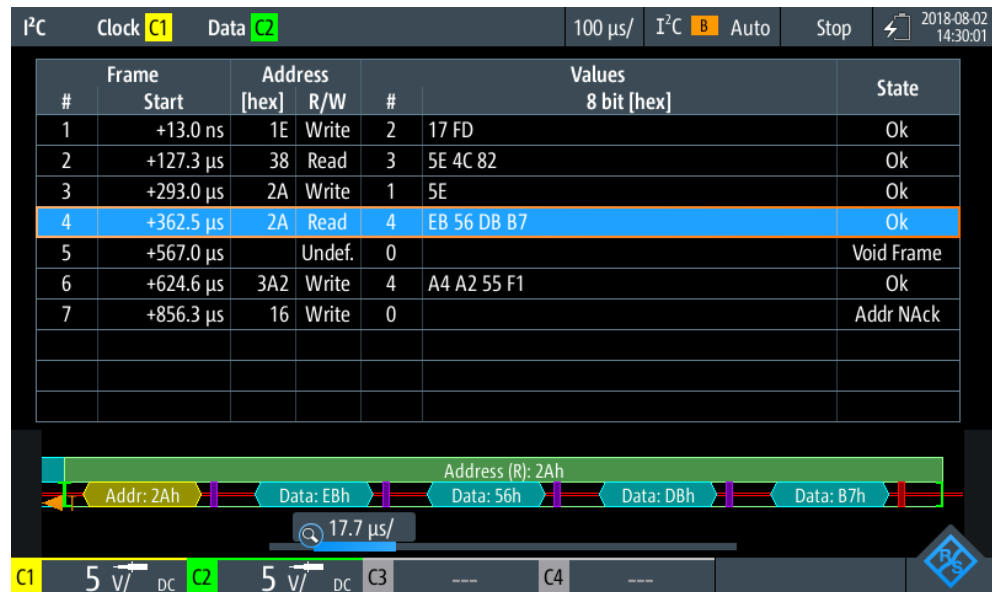 I²C Clock C1 Data C2 100 µs/ I²C B Auto Stop 2018-08-02
14:30:01
Frame Address Values State
# Start [hex] R/W # 8 bit [hex]
1 +13.0 ns 1E Write 2 17 FD Ok
2 +127.3 µs 38 Read 3 5E 4C 82 Ok
3 +293.0 µs 2A Write 1 5E Ok
4 +362.5 µs 2A Read 4 EB 56 DB B7 Ok
5 +567.0 µs Undef. 0 Void Frame
6 +624.6 µs 3A2 Write 4 A4 A2 55 F1 Ok
7 +856.3 µs 16 Write 0 Addr NAck
Address (R): 2Ah
T Addr: 2Ah Data: EBh Data: 56h Data: DBh Data: B7h
17.7 µs/
R/S
C1 5 V/ DC C2 5 V/ DC C3 --- C4 ---